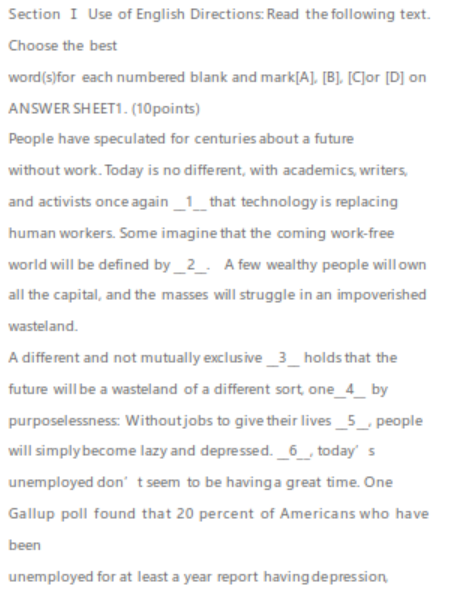 Section Ⅰ Use of English Directions: Read the following text.
Choose the best
word(s)for each numbered blank and mark[A], [B], [C]or [D] on
ANSWER SHEET1. (10points)
People have speculated for centuries about a future
without work. Today is no different, with academics, writers,
and activists once again __1__ that technology is replacing
human workers. Some imagine that the coming work-free
world will be defined by __2__. A few wealthy people will own
all the capital, and the masses will struggle in an impoverished
wasteland.
A different and not mutually exclusive __3__ holds that the
future will be a wasteland of a different sort, one__4__ by
purposelessness: Without jobs to give their lives __5__, people
will simply become lazy and depressed. __6__, today’s
unemployed don’t seem to be having a great time. One
Gallup poll found that 20 percent of Americans who have
been
unemployed for at least a year report having depression,